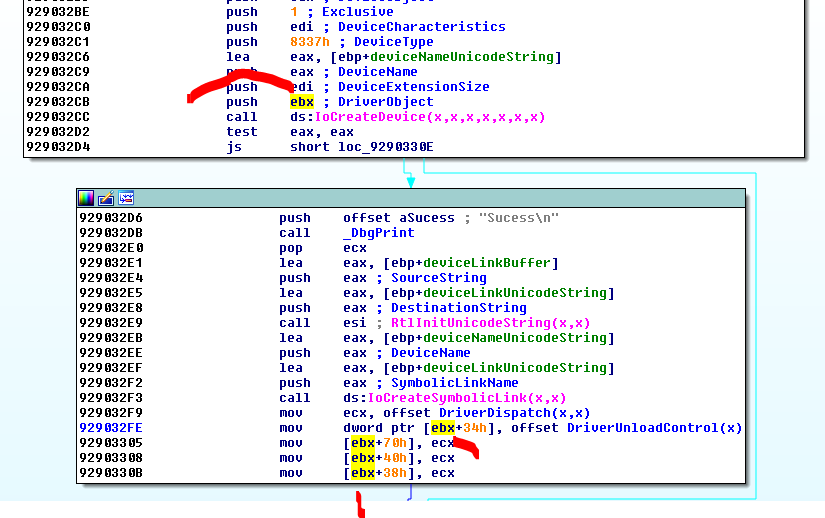 929032BE push 1 ; Exclusive
929032C0 push edi ; DeviceCharacteristics
929032C1 push 8337h ; DeviceType
929032C6 lea eax, [ebp+deviceNameUnicodeString]
929032C9 eax ; DeviceName
929032CA push edi ; DeviceExtensionSize
929032CB push ebx ; DriverObject
929032CC call ds:IoCreateDevice(x,x,x,x,x,x,x)
929032D2 test eax, eax
929032D4 js short loc_9290330E
929032D6 push offset aSucess ; "Sucess\n"
929032DB call _DbgPrint
929032E0 pop ecx
929032E1 lea eax, [ebp+deviceLinkBuffer]
929032E4 push eax ; SourceString
929032E5 lea eax, [ebp+deviceLinkUnicodeString]
929032E8 push eax ; DestinationString
929032E9 call esi ; RtlInitUnicodeString(x,x)
929032EB lea eax, [ebp+deviceNameUnicodeString]
929032EE push eax ; DeviceName
929032EF lea eax, [ebp+deviceLinkUnicodeString]
929032F2 push eax ; SymbolicLinkName
929032F3 call ds:IoCreateSymbolicLink(x,x)
929032F9 mov ecx, offset DriverDispatch(x,x)
929032FE mov dword ptr [ebx+34h], offset DriverUnloadControl(x)
92903305 mov [ebx+70h], ecx
92903308 mov [ebx+40h], ecx
9290330B mov [ebx+38h], ecx